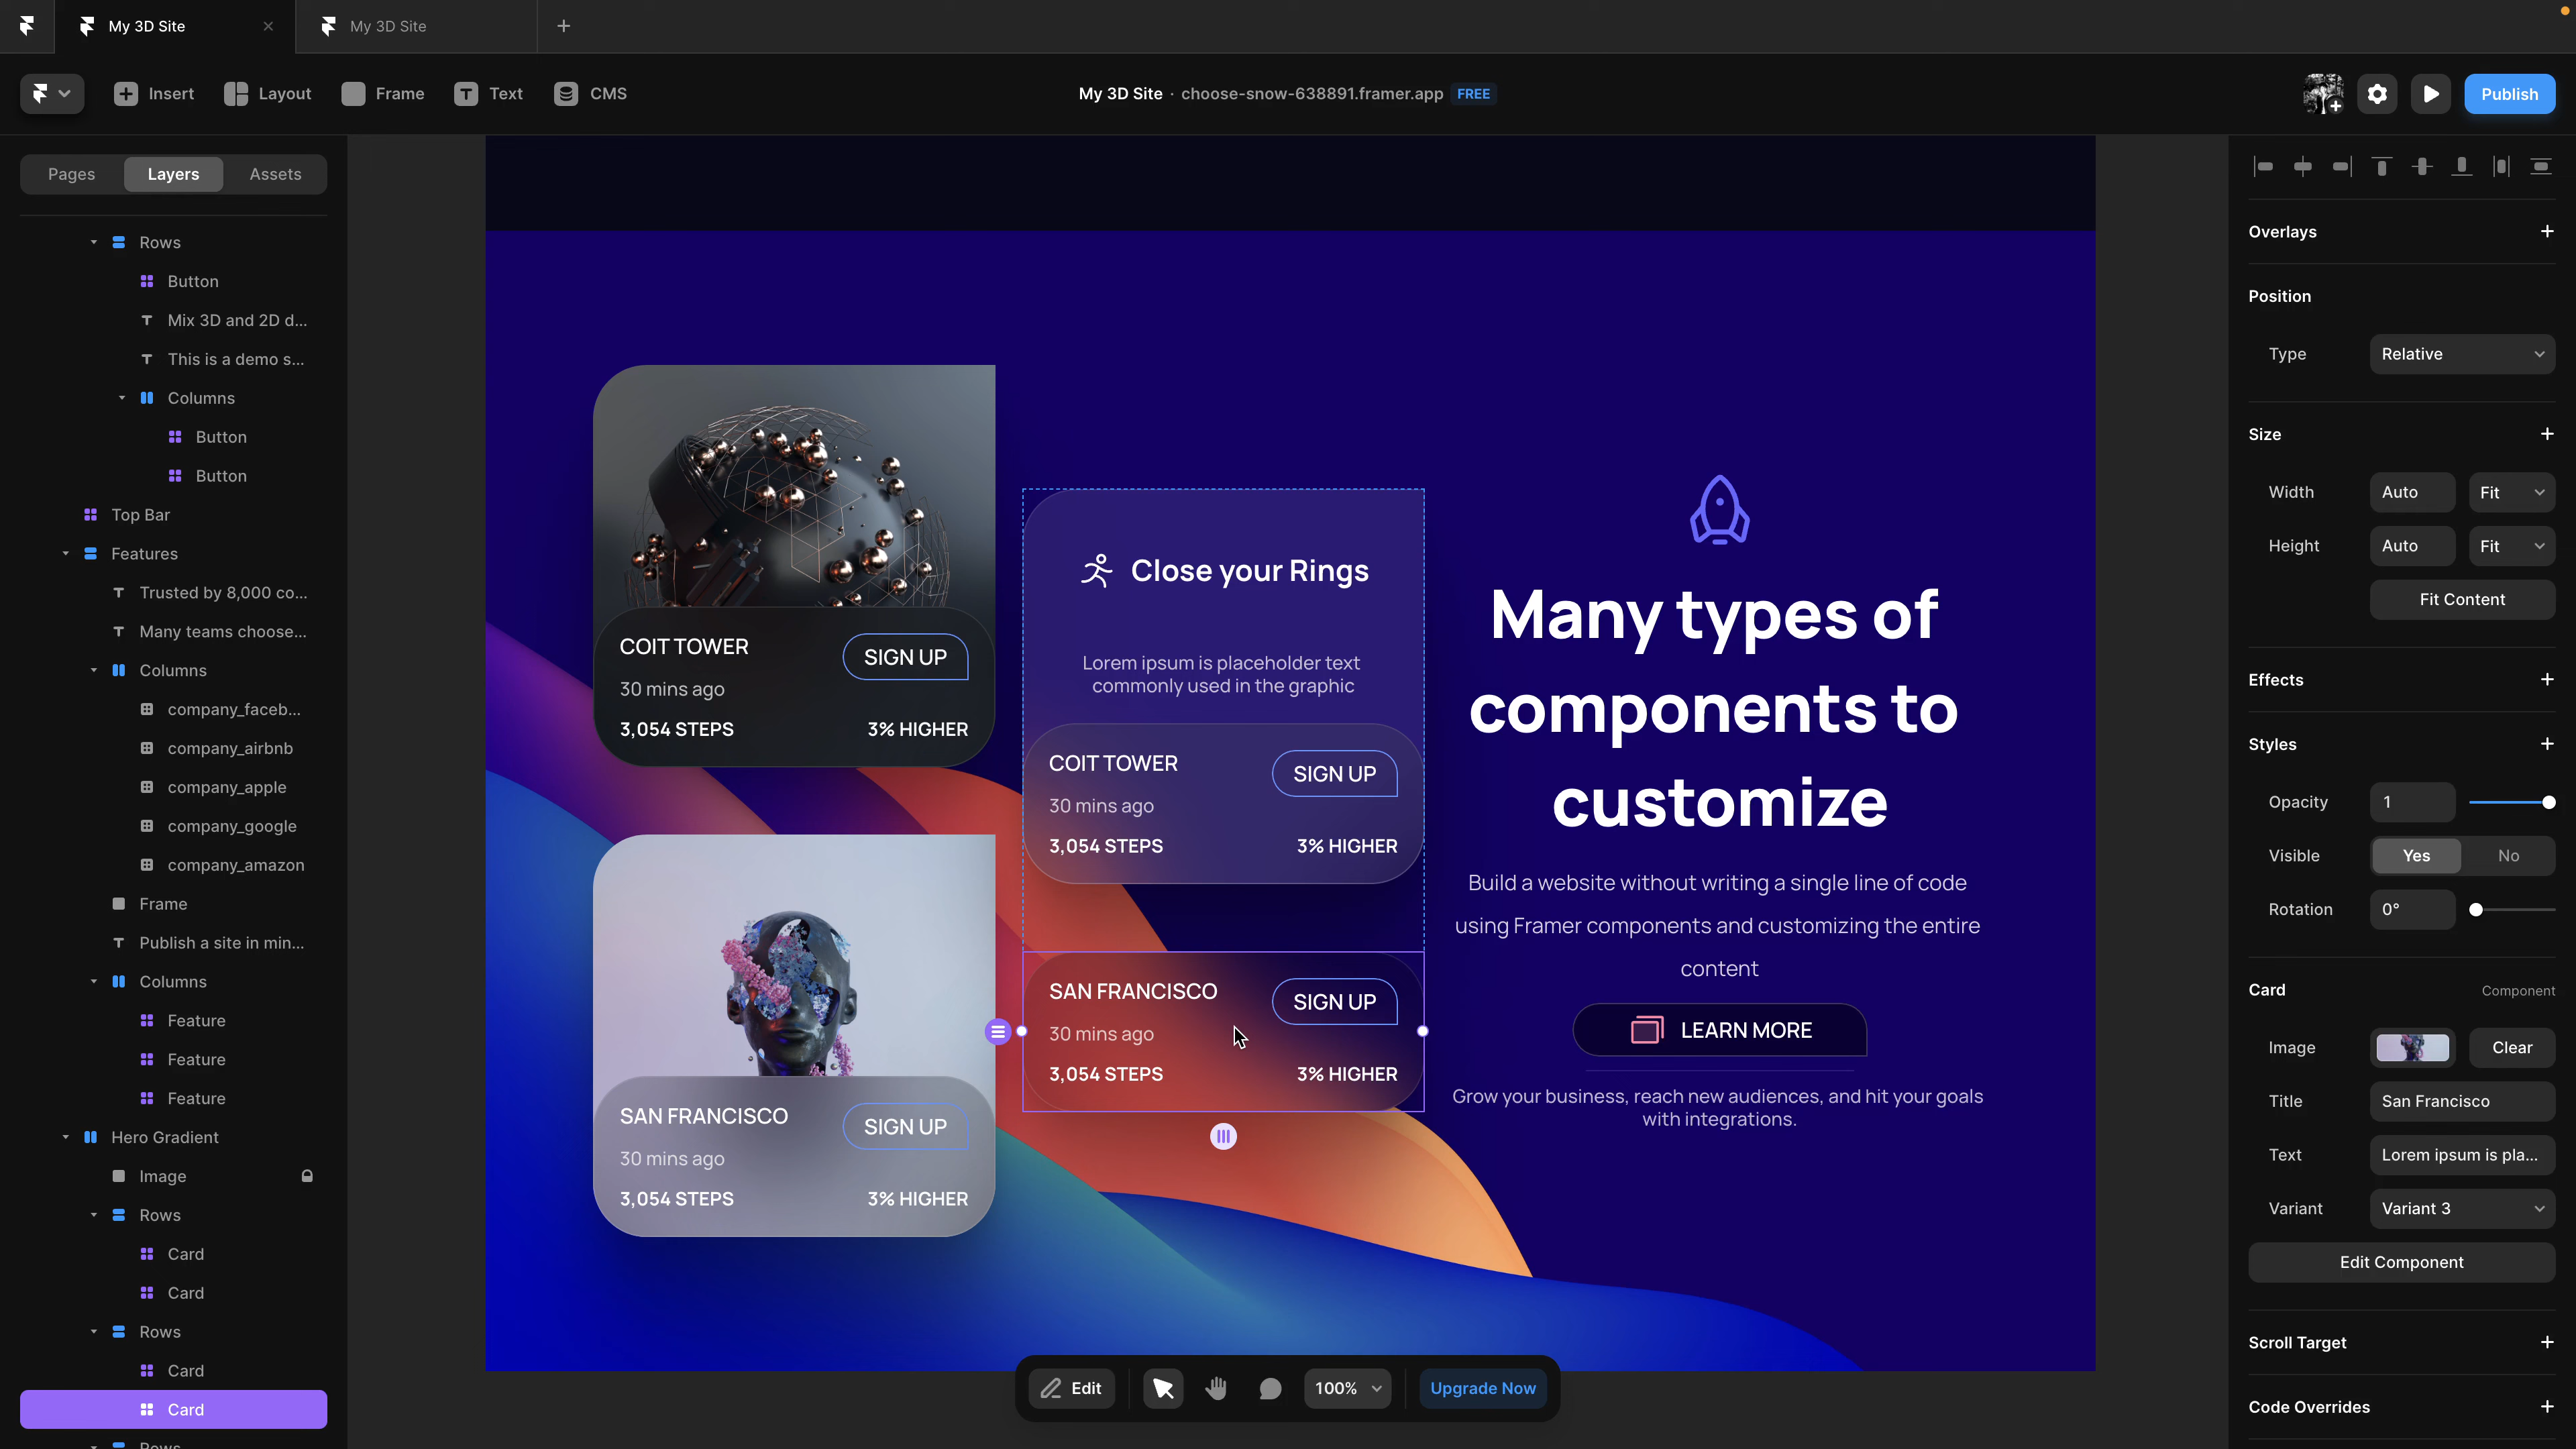 My 3D Site
My 3D Site
Insert
Layout
Frame
Text
CMS
My 3D Site · choose-snow-638891.framer.app FREE
Publish
Pages
Layers
Assets
Rows
Button
Mix 3D and 2D d...
This is a demo s...
Columns
Button
Button
Top Bar
Features
Trusted by 8,000 co...
Many teams choose...
Columns
company_faceb...
company_airbnb
company_apple
company_google
company_amazon
Frame
Publish a site in min...
Columns
Feature
Feature
Feature
Hero Gradient
Image
Rows
Card
Card
Rows
Card
Card
Rows
COIT TOWER
SIGN UP
30 mins ago
3,054 STEPS
3% HIGHER
SAN FRANCISCO
SIGN UP
30 mins ago
3,054 STEPS
3% HIGHER
Close your Rings
Lorem ipsum is placeholder text
commonly used in the graphic
COIT TOWER
SIGN UP
30 mins ago
3,054 STEPS
3% HIGHER
SAN FRANCISCO
SIGN UP
30 mins ago
3,054 STEPS
3% HIGHER
Many types of
components to
customize
Build a website without writing a single line of code
using Framer components and customizing the entire
content
LEARN MORE
Grow your business, reach new audiences, and hit your goals
with integrations.
Edit
100%
Upgrade Now
Overlays
Position
Type
Relative
Size
Width
Auto
Fit
Height
Auto
Fit
Fit Content
Effects
Styles
Opacity
1
Visible
Yes
No
Rotation
0°
Card
Component
Image
Clear
Title
San Francisco
Text
Lorem ipsum is pla...
Variant
Variant 3
Edit Component
Scroll Target
Code Overrides